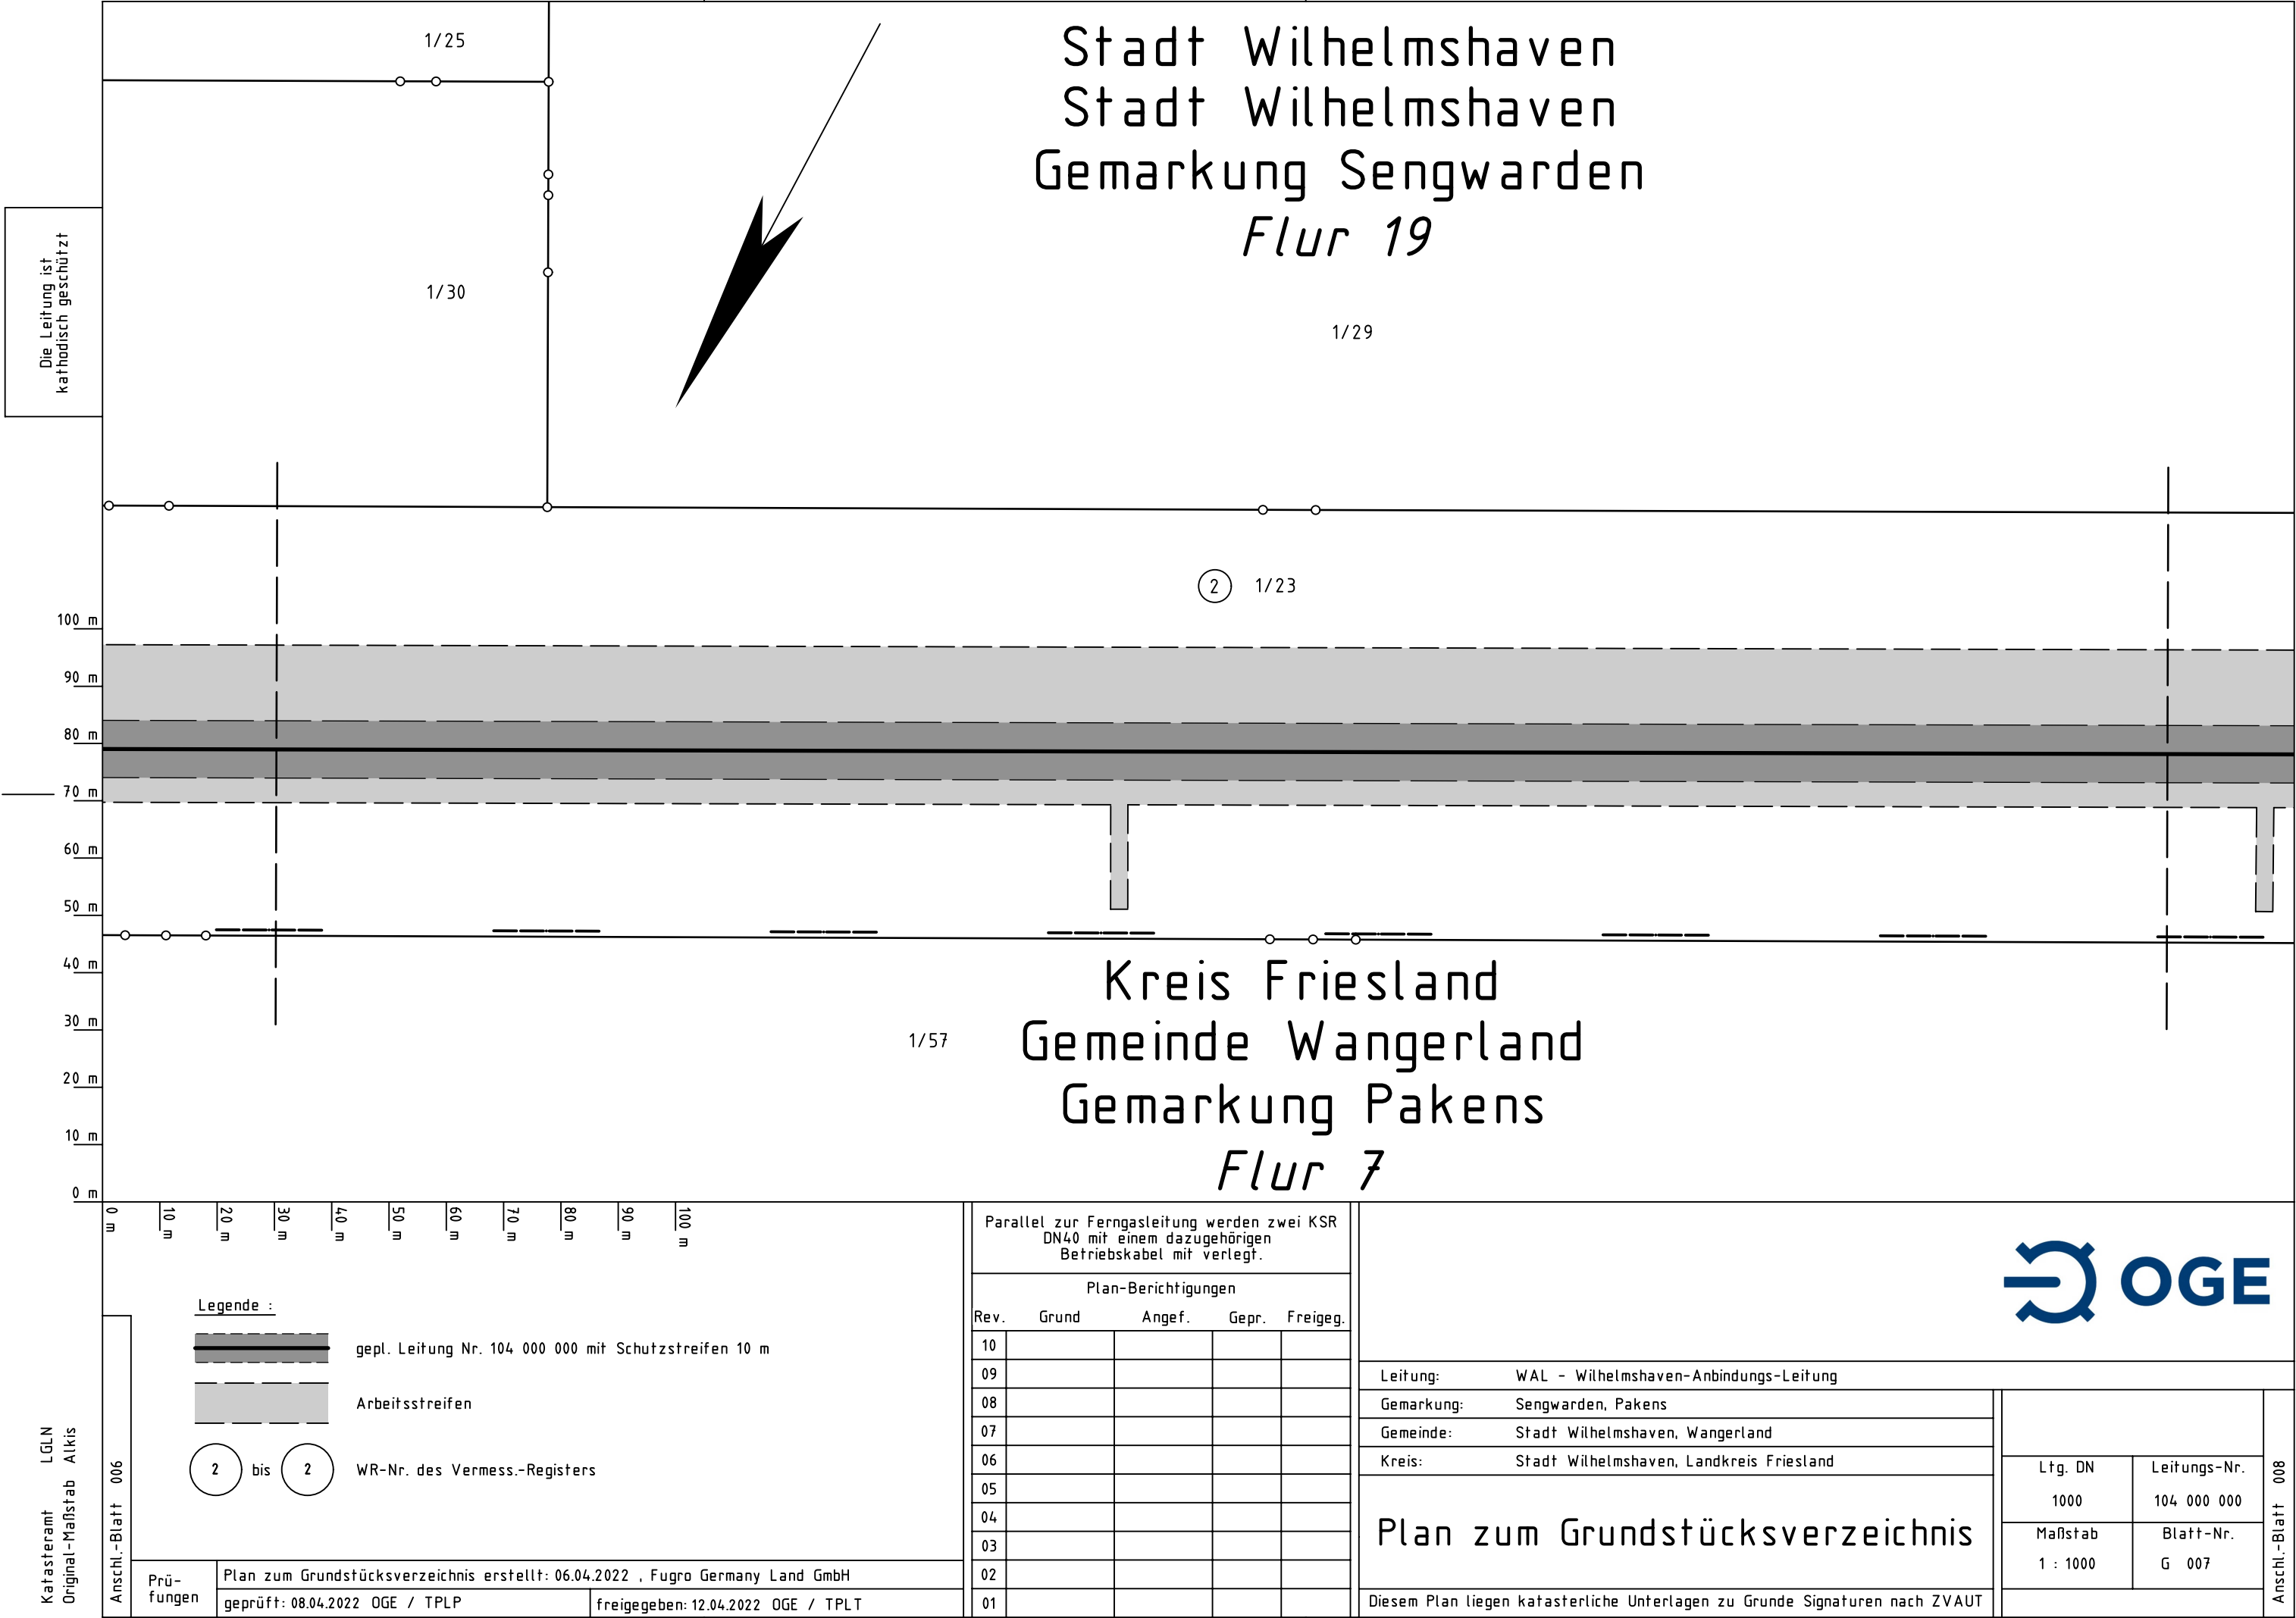 1/25
Stadt Wilhelmshaven
Stadt Wilhelmshaven
Gemarkung Sengwarden
Flur 19
Die Leitung ist
kathodisch geschützt
1/30
1/29
2 1/23
100 m
90 m
80 m
70 m
60 m
50 m
40 m
30 m
20 m
10 m
0 m
Kreis Friesland
1/57
Gemeinde Wangerland
Gemarkung Pakens
Flur 7
0 m 10 m 20 m 30 m 40 m 50 m 60 m 70 m 80 m 90 m 100 m
Legende :
gepl. Leitung Nr. 104 000 000 mit Schutzstreifen 10 m
Arbeitsstreifen
2 bis 2 WR-Nr. des Vermess.-Registers
Katasteramt LGLN
Original-Maßstab Alkis
Anschl.-Blatt 006
Prü-
fungen
Plan zum Grundstücksverzeichnis erstellt: 06.04.2022 , Fugro Germany Land GmbH
geprüft: 08.04.2022 OGE / TPLP
freigegeben: 12.04.2022 OGE / TPLT
Parallel zur Ferngasleitung werden zwei KSR
DN40 mit einem dazugehörigen
Betriebskabel mit verlegt.
Plan-Berichtigungen
Rev. Grund Angef. Gepr. Freigeg.
10
09
08
07
06
05
04
03
02
01
OGE
Leitung: WAL - Wilhelmshaven-Anbindungs-Leitung
Gemarkung: Sengwarden, Pakens
Gemeinde: Stadt Wilhelmshaven, Wangerland
Kreis: Stadt Wilhelmshaven, Landkreis Friesland
Plan zum Grundstücksverzeichnis
Diesem Plan liegen katasterliche Unterlagen zu Grunde Signaturen nach ZVAUT
Ltg. DN Leitungs-Nr.
1000 104 000 000
Maßstab Blatt-Nr.
1 : 1000 G 007
Anschl.-Blatt 008